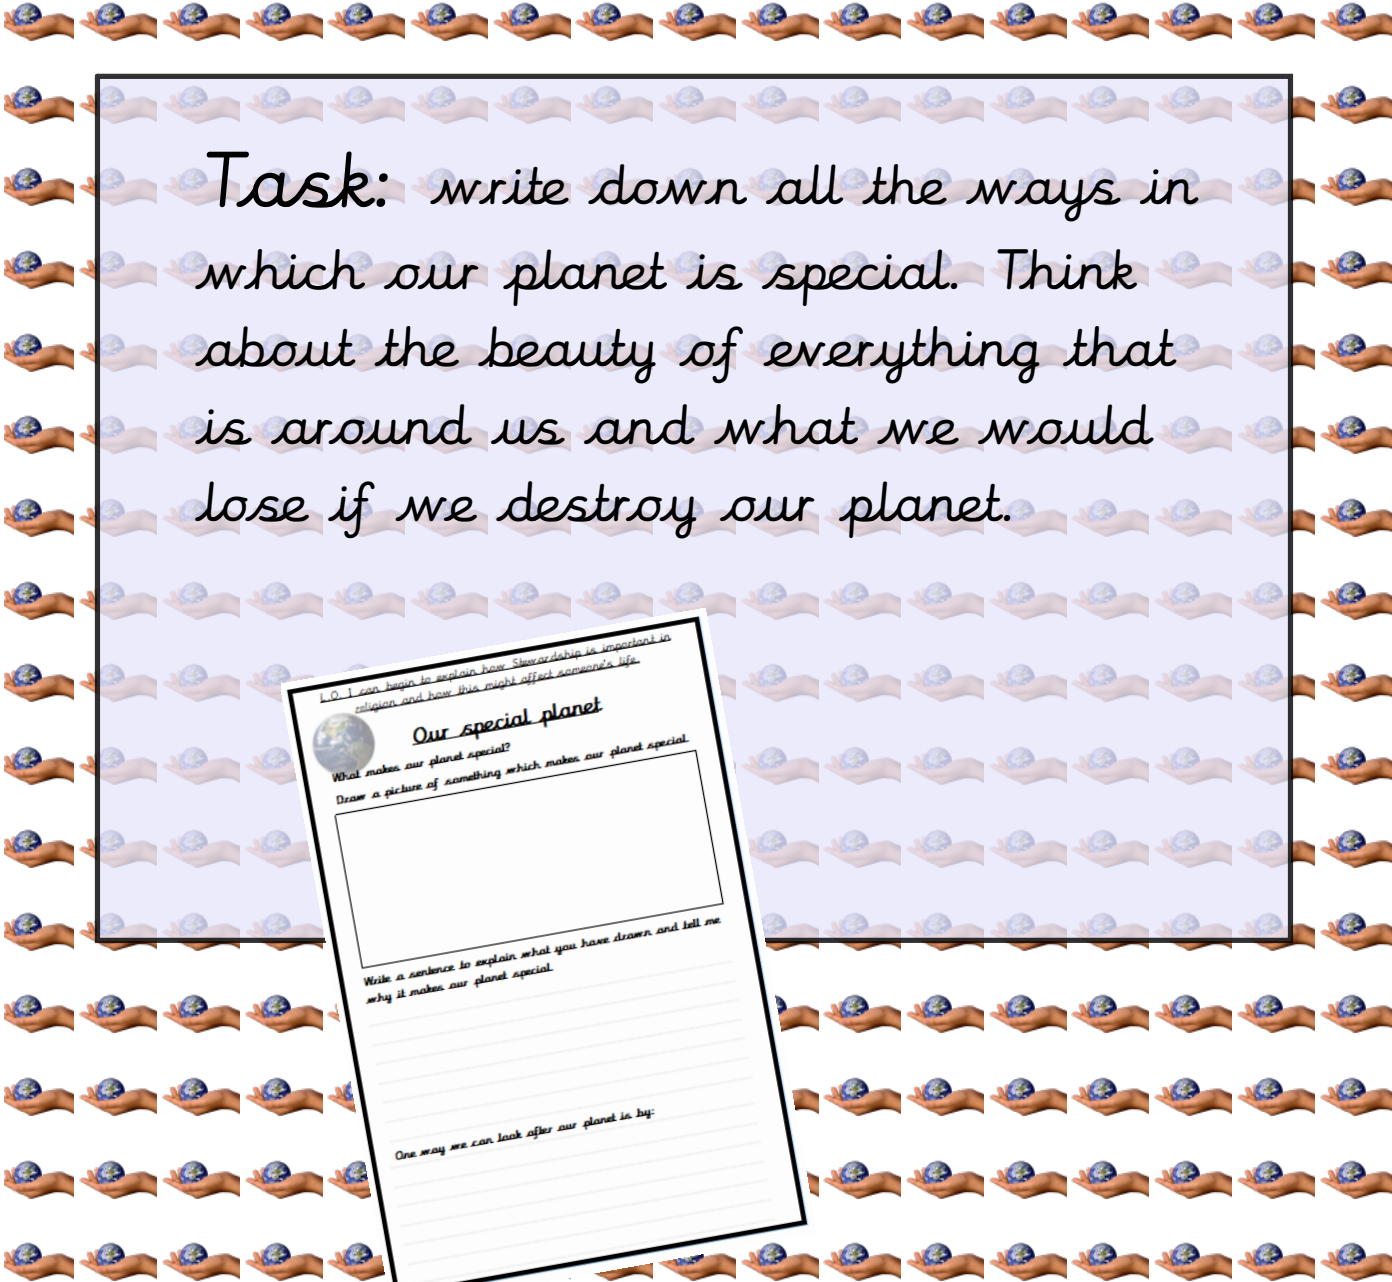 Task: write down all the ways in
which our planet is special. Think
about the beauty of everything that
is around us and what we would
lose if we destroy our planet.
L.O. I can begin to explain how Stewardship is important in
religion and how this might affect someone's life.
Our special planet
What makes our planet special?
Draw a picture of something which makes our planet special.
Write a sentence to explain what you have drawn and tell me
why it makes our planet special.
One way we can look after our planet is by: